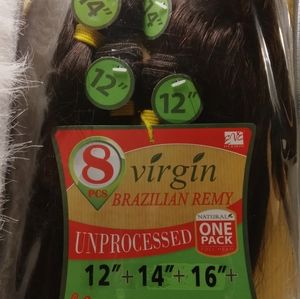 14"
14"
12"
12"
8
PCS
virgin
BRAZILIAN REMY
NATURAL
UNPROCESSED
ONE
PACK
12"+14"+16"+